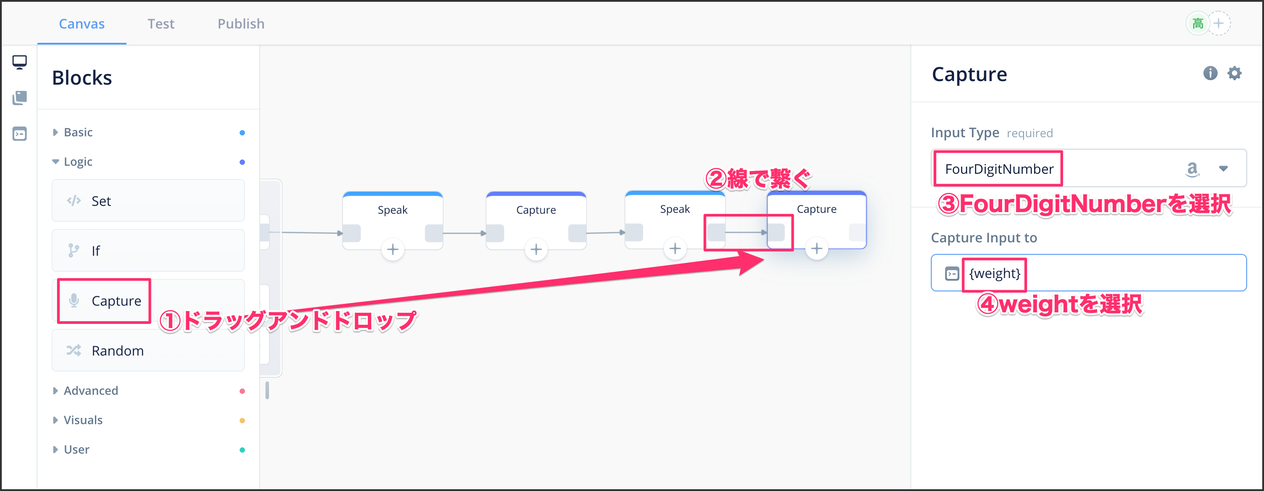 Canvas
Test
Publish
高
Blocks
Basic
Logic
Set
If
Capture
Random
Advanced
Visuals
User
①ドラッグアンドドロップ
Speak
Capture
Speak
Capture
②線で繋ぐ
Capture
Input Type required
FourDigitNumber
③FourDigitNumberを選択
Capture Input to
{weight}
④weightを選択